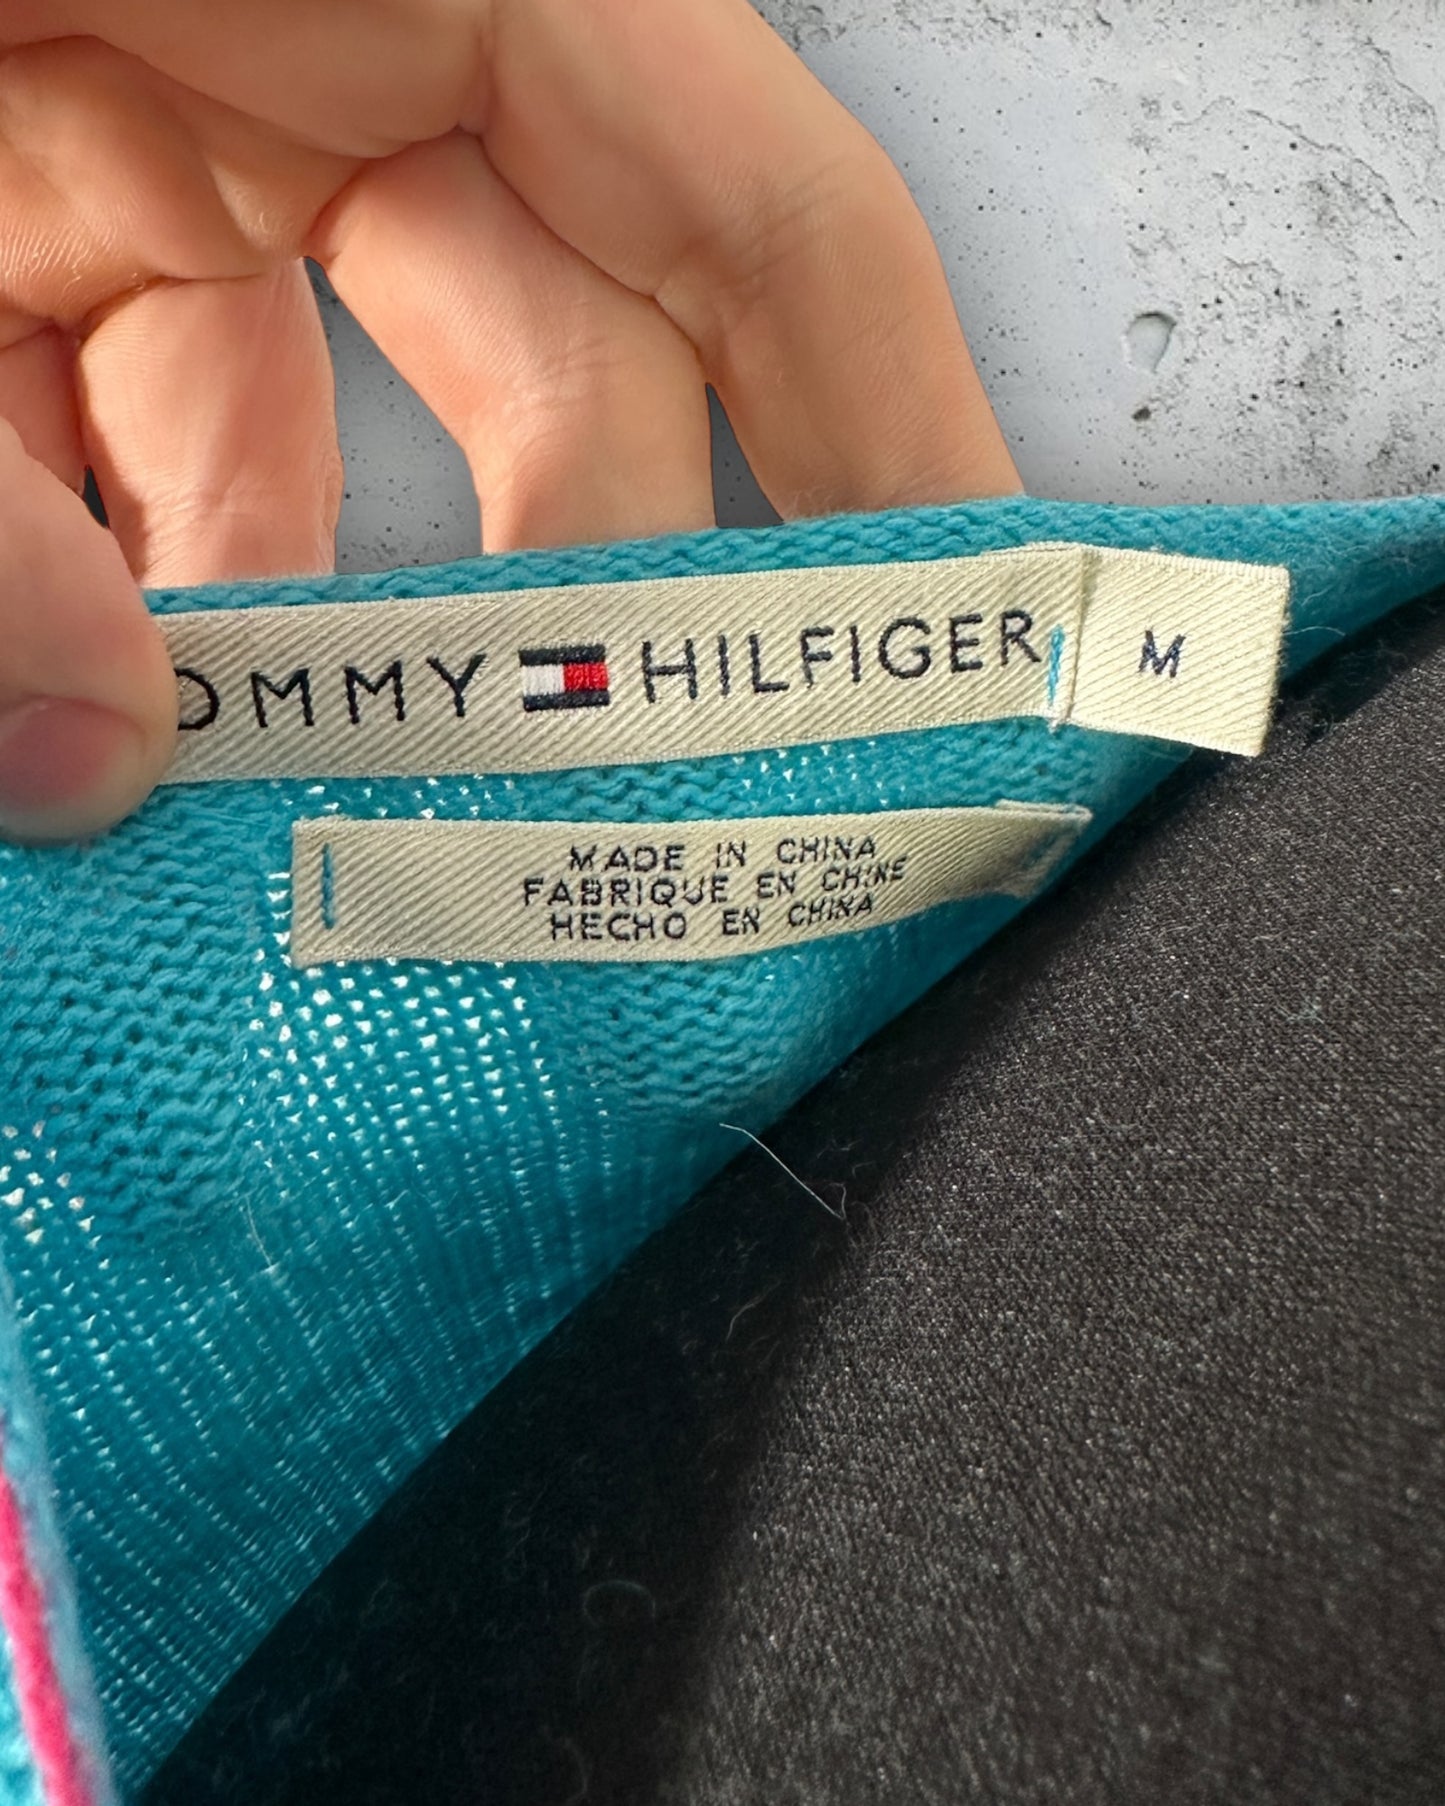 OMMY HILFIGER M
MADE IN CHINA
FABRIQUE EN CHINE
HECHO EN CHINA